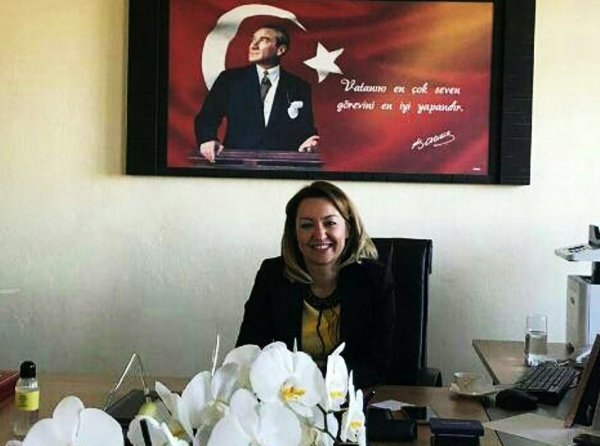 Vatanını en çok seven
görevini en iyi yapandır.